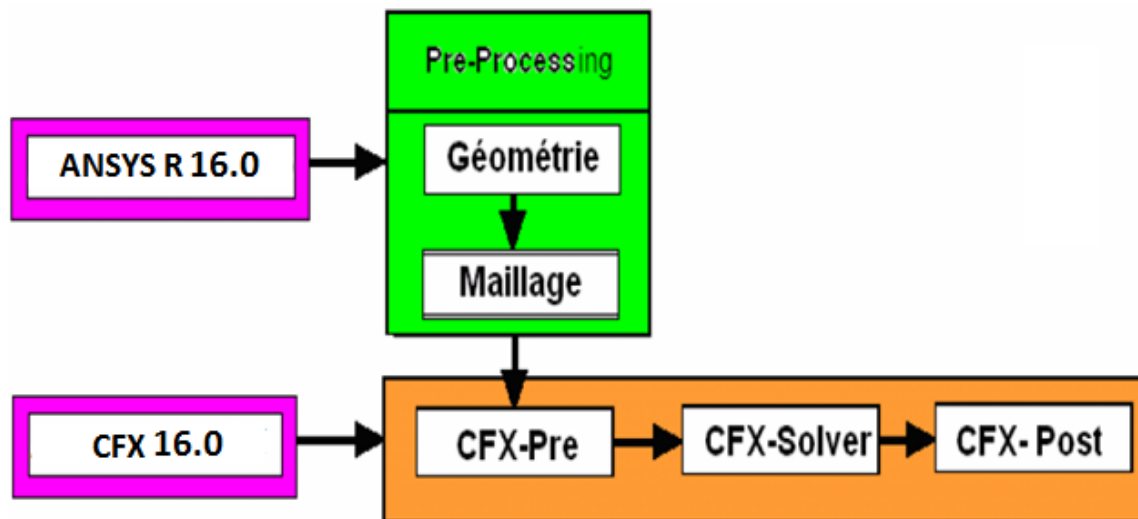 Pre-Processing
ANSYS R 16.0
Géométrie
Maillage
CFX 16.0
CFX-Pre
CFX-Solver
CFX- Post